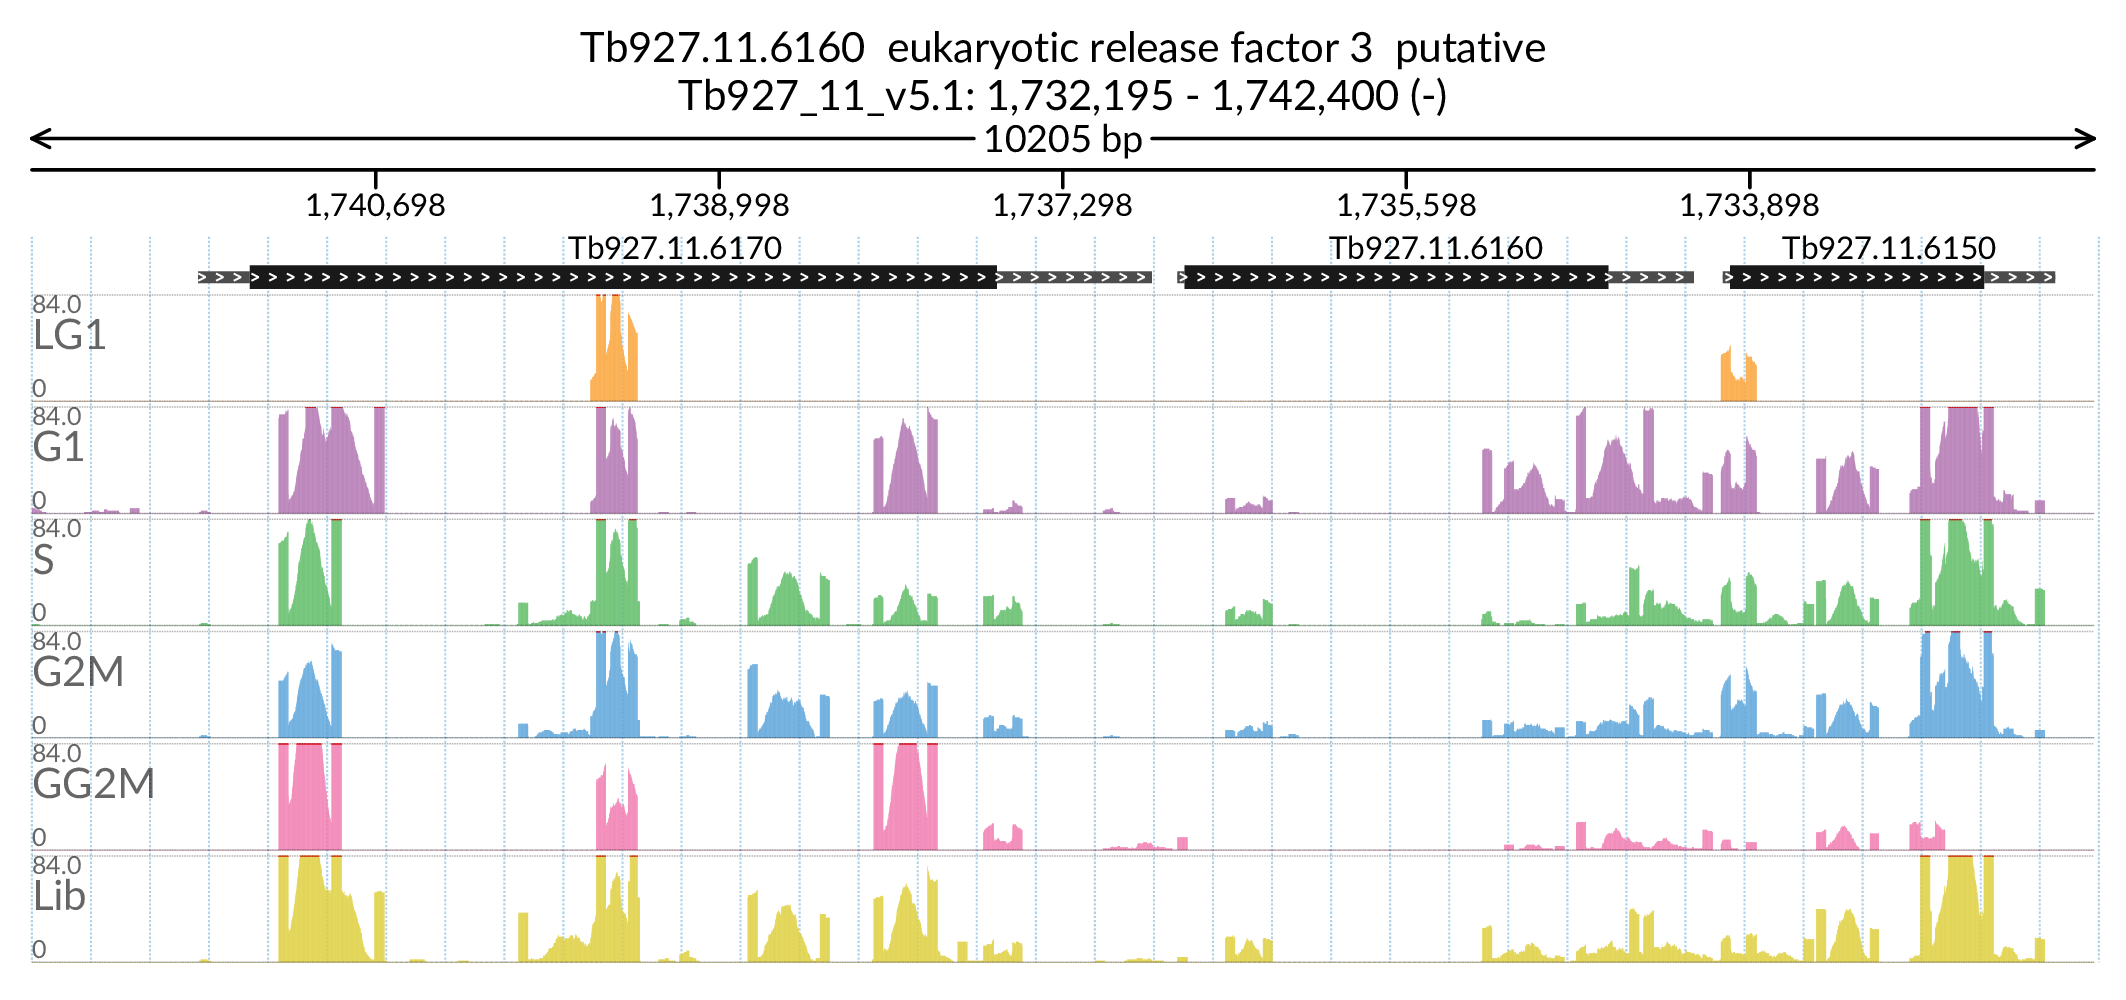 Tb927.11.6160 eukaryotic release factor 3 putative
Tb927_11_v5.1: 1,732,195 - 1,742,400 (-)
10205 bp
1,740,698 1,738,998 1,737,298 1,735,598 1,733,898
Tb927.11.6170 Tb927.11.6160 Tb927.11.6150
84.0
LG1
0
84.0
G1
0
84.0
S
0
84.0
G2M
0
84.0
GG2M
0
84.0
Lib
0